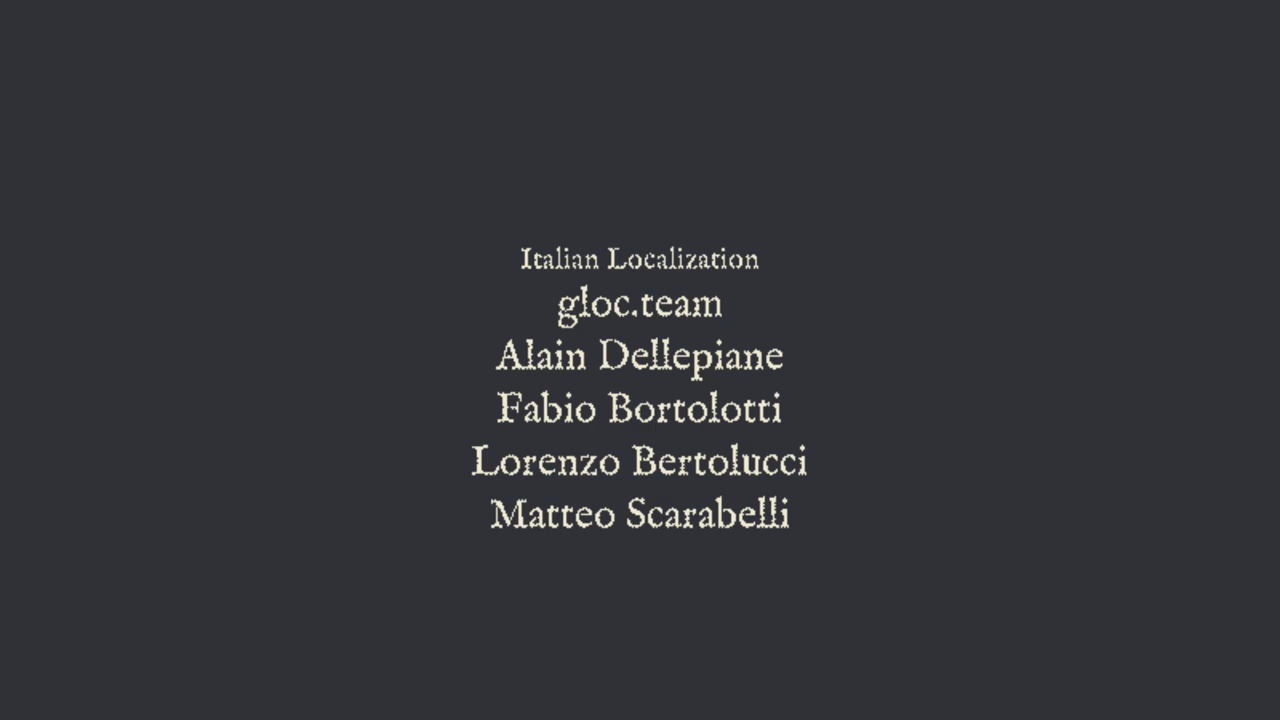 Italian Localization
gloc.team
Alain Dellepiane
Fabio Bortolotti
Lorenzo Bertolucci
Matteo Scarabelli